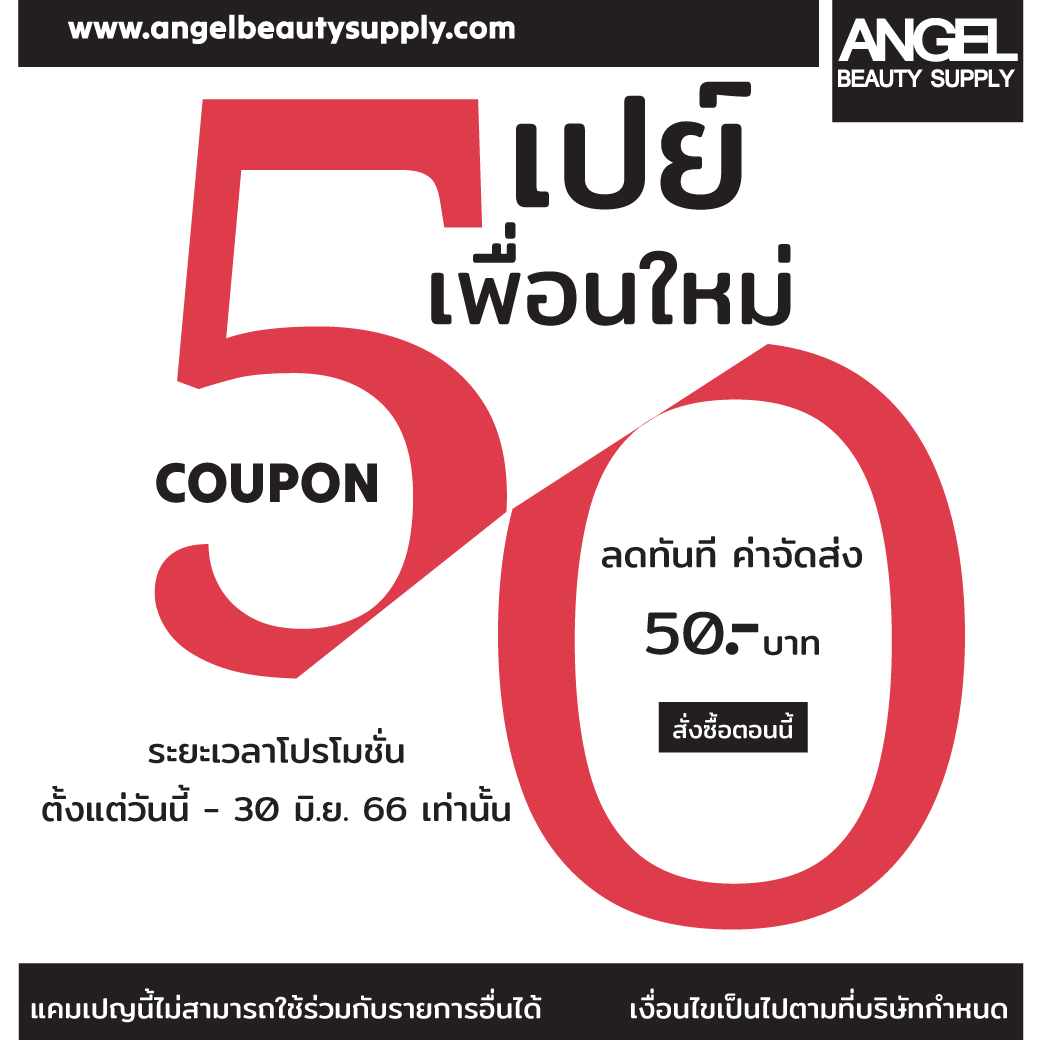 www.angelbeautysupply.com
ANGEL
BEAUTY SUPPLY
50
เปย์
เพื่อนใหม่
COUPON
ลดทันที ค่าจัดส่ง
50.-บาท
สั่งซื้อตอนนี้
ระยะเวลาโปรโมชั่น
ตั้งแต่วันนี้ - 30 มิ.ย. 66 เท่านั้น
แคมเปญนี้ไม่สามารถใช้ร่วมกับรายการอื่นได้
เงื่อนไขเป็นไปตามที่บริษัทกำหนด